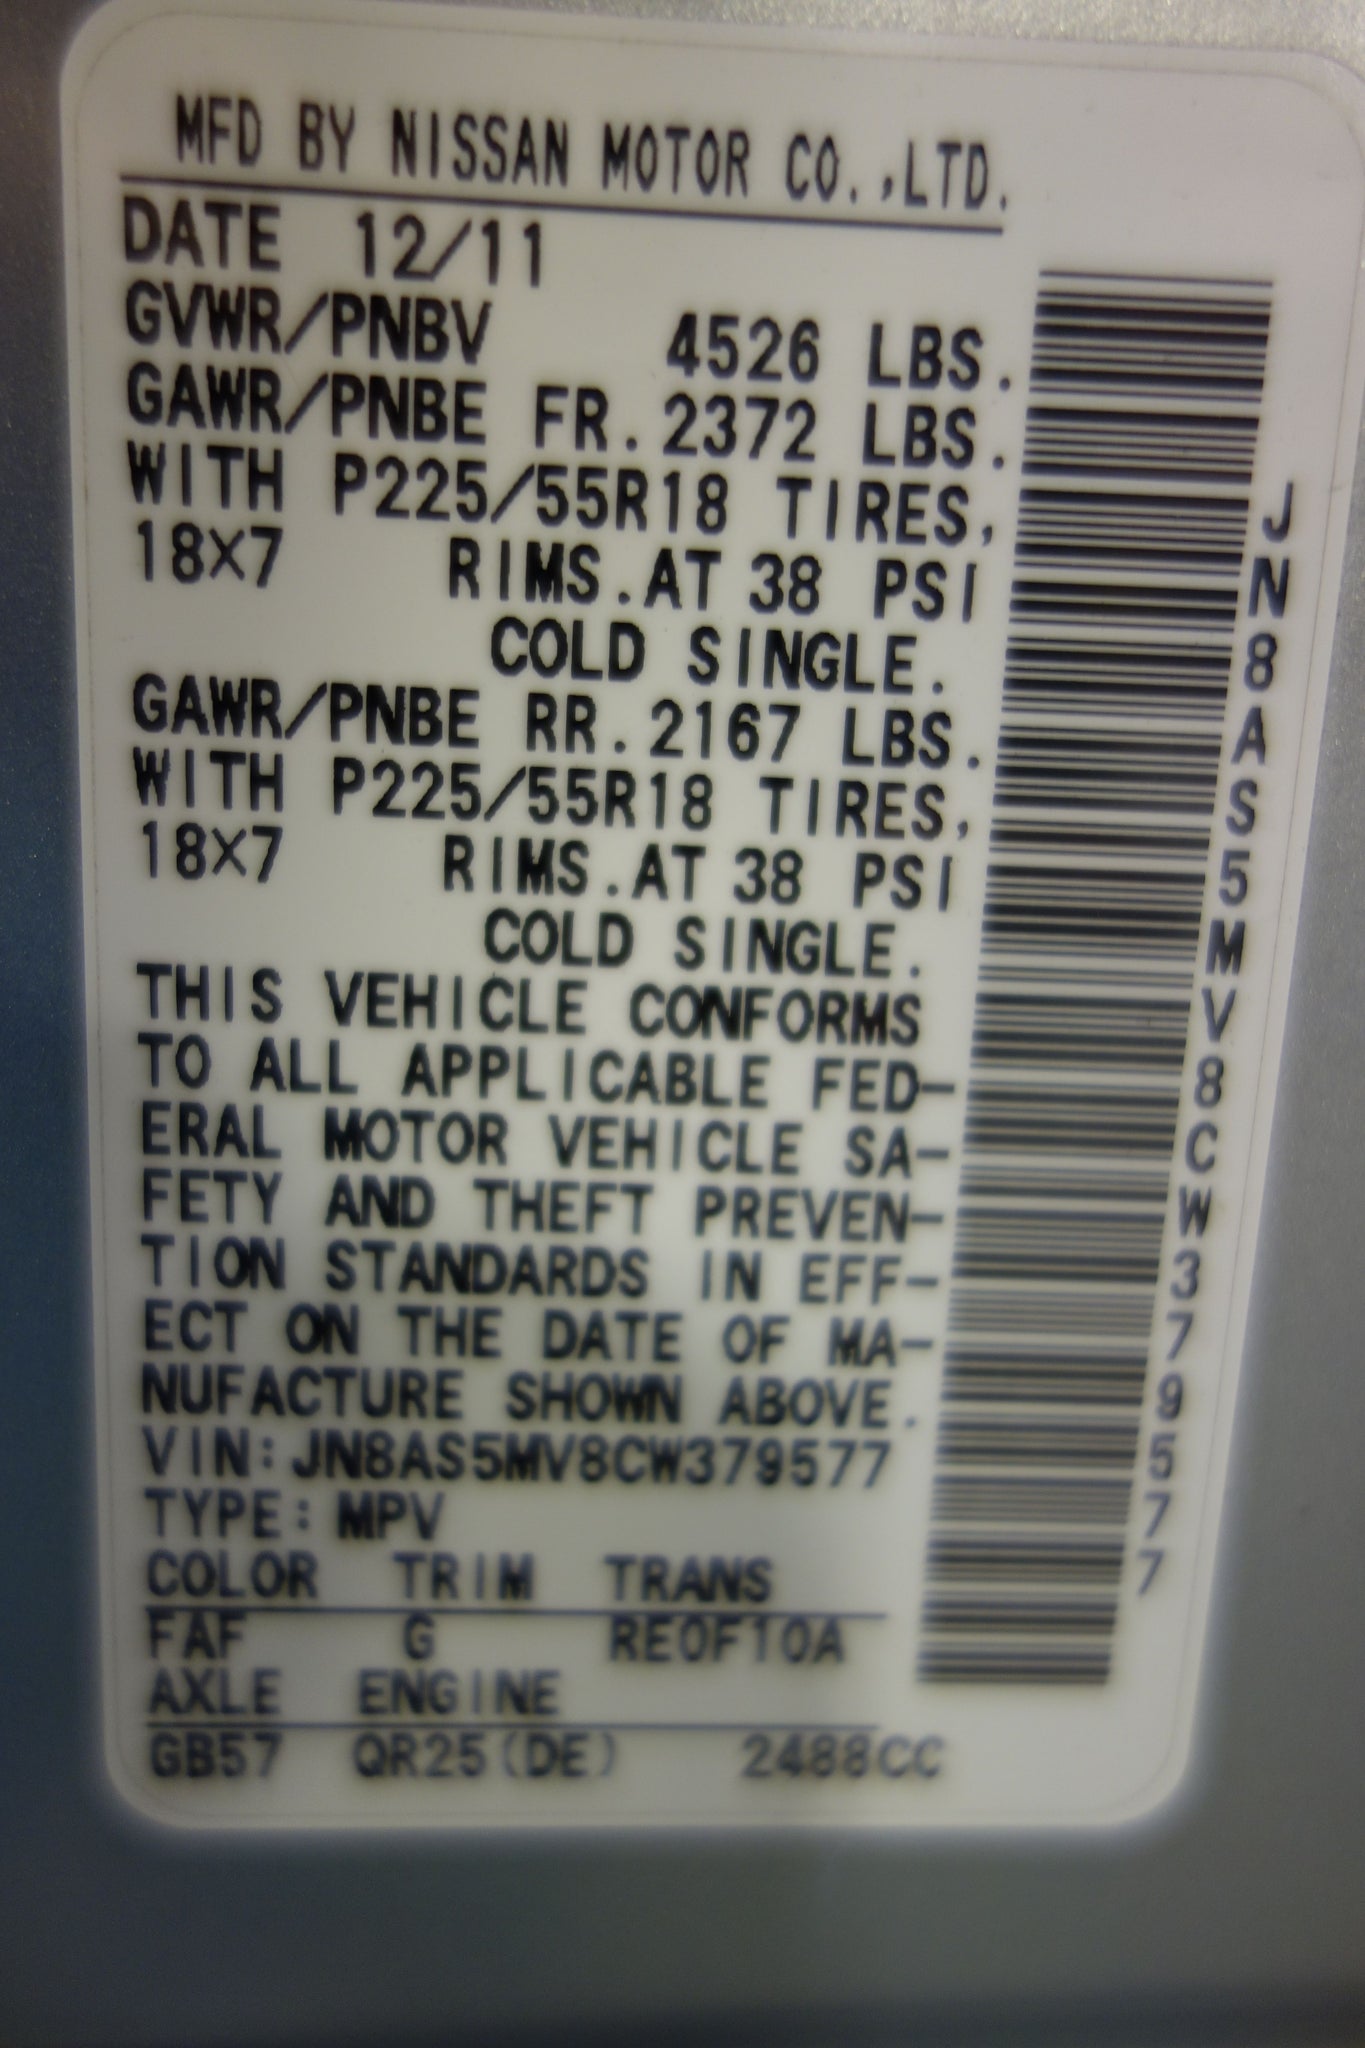 MFD BY NISSAN MOTOR CO.,LTD.
DATE 12/11
GVWR/PNBV 4526 LBS.
GAWR/PNBE FR. 2372 LBS.
WITH P225/55R18 TIRES,
18X7 RIMS. AT 38 PSI
COLD SINGLE.
GAWR/PNBE RR. 2167 LBS.
WITH P225/55R18 TIRES,
18X7 RIMS. AT 38 PSI
COLD SINGLE.
THIS VEHICLE CONFORMS
TO ALL APPLICABLE FED-
ERAL MOTOR VEHICLE SA-
FETY AND THEFT PREVEN-
TION STANDARDS IN EFF-
ECT ON THE DATE OF MA-
NUFACTURE SHOWN ABOVE.
VIN: JN8AS5MV8CW379577
TYPE: MPV
COLOR TRIM TRANS
FAF G RE0F10A
AXLE ENGINE
GB57 QR25(DE) 2488CC
JN8AS5MV8CW379577